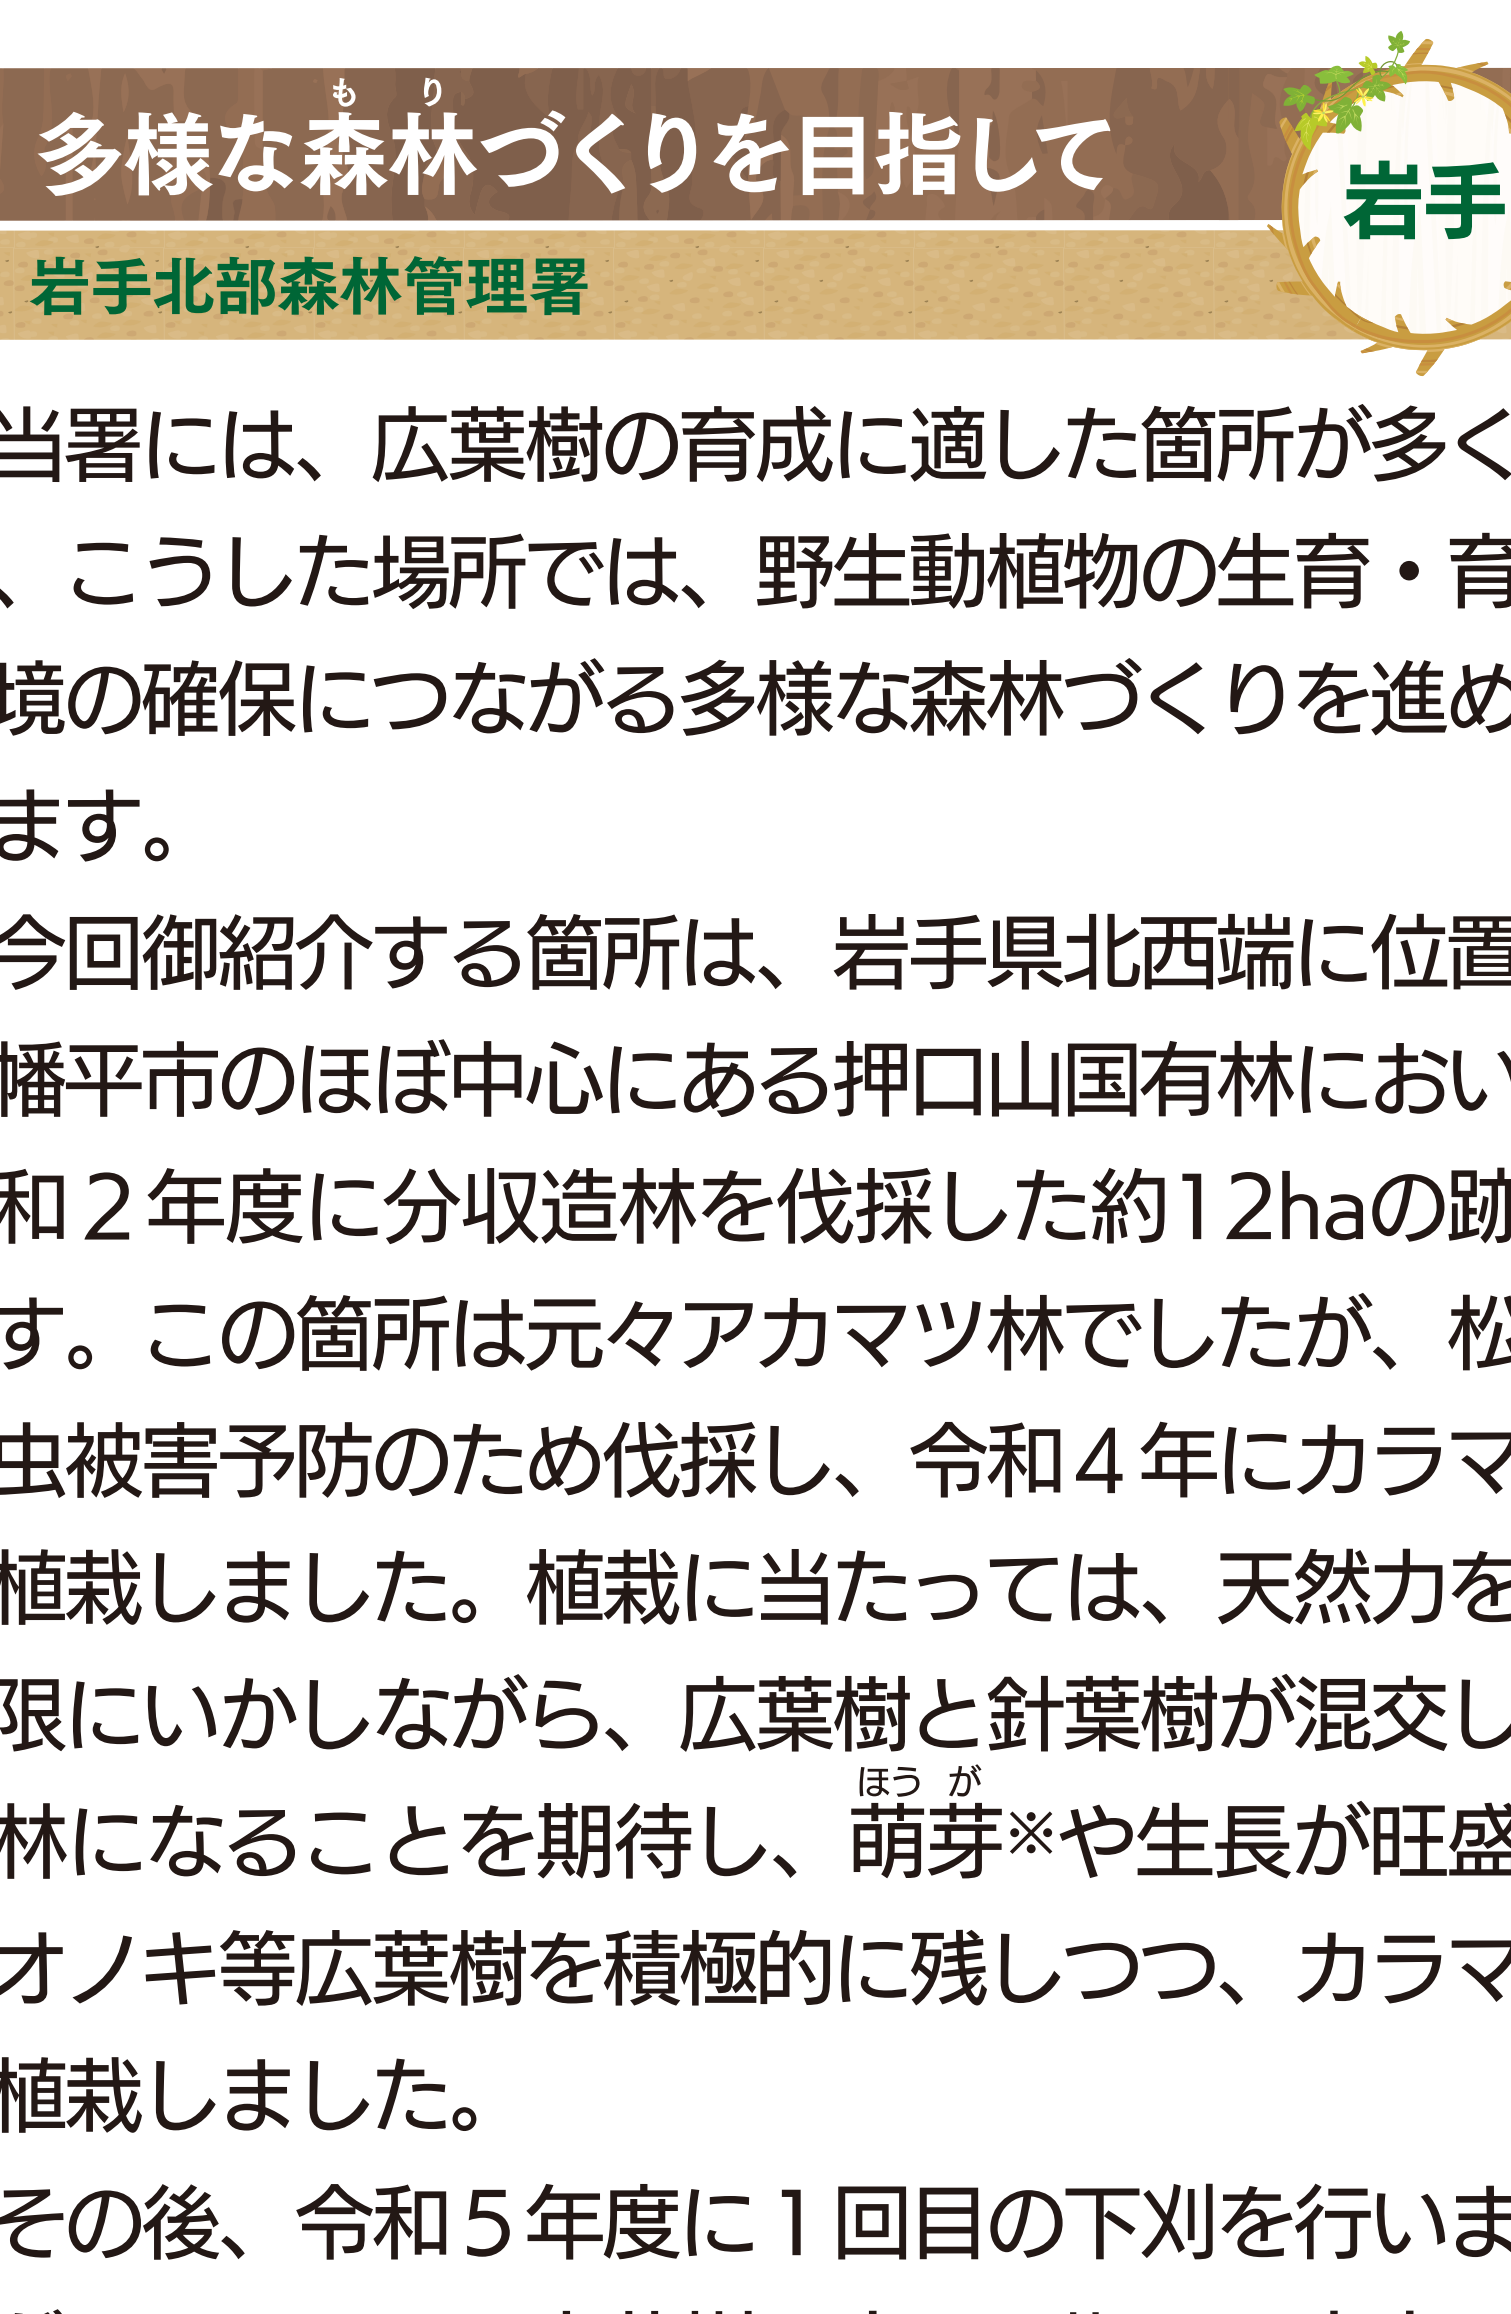 もり
多様な森林づくりを目指して
岩手
岩手北部森林管理署
当署には、広葉樹の育成に適した箇所が多く
、こうした場所では、野生動植物の生育・育
境の確保につながる多様な森林づくりを進め
ます。
今回御紹介する箇所は、岩手県北西端に位置
幡平市のほぼ中心にある押口山国有林におい
和２年度に分収造林を伐採した約12haの跡
す。この箇所は元々アカマツ林でしたが、松
虫被害予防のため伐採し、令和４年にカラマ
植栽しました。植栽に当たっては、天然力を
限にいかしながら、広葉樹と針葉樹が混交し
ほうが
林になることを期待し、萌芽※や生長が旺盛
オノキ等広葉樹を積極的に残しつつ、カラマ
植栽しました。
その後、令和５年度に１回目の下刈を行いま